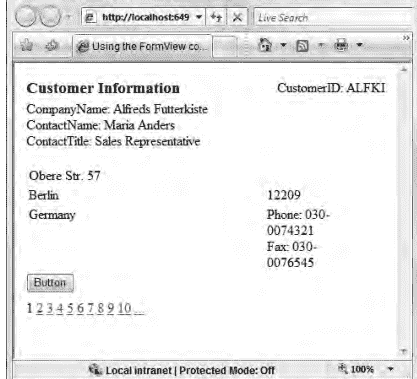 http://localhost:649
Live Search
Using the FormView co...
Customer Information CustomerID: ALFKI
CompanyName: Alfreds Futterkiste
ContactName: Maria Anders
ContactTitle: Sales Representative
Obere Str. 57
Berlin 12209
Germany Phone: 030-
0074321
Fax: 030-
0076545
Button
1 2 3 4 5 6 7 8 9 10 ...
Local intranet | Protected Mode: Off 100%